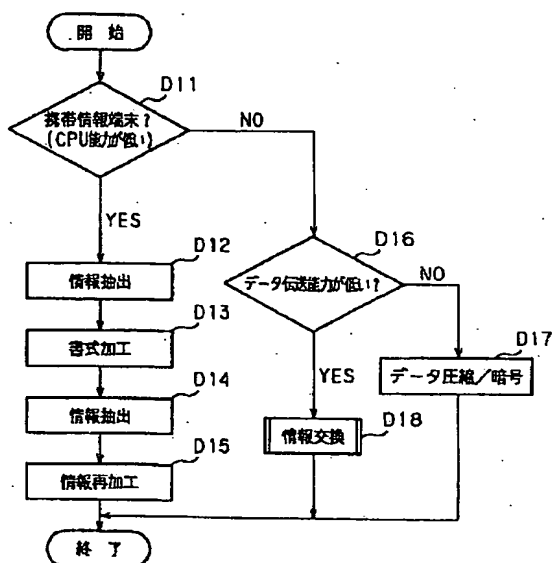 開 始
D11
携帯情報端末?
(CPU能力が低い)
NO
YES
D12
情報抽出
D13
書式加工
D14
情報抽出
D15
情報再加工
D16
データ伝送能力が低い?
NO
D17
データ圧縮/暗号
YES
D18
情報交換
終 了